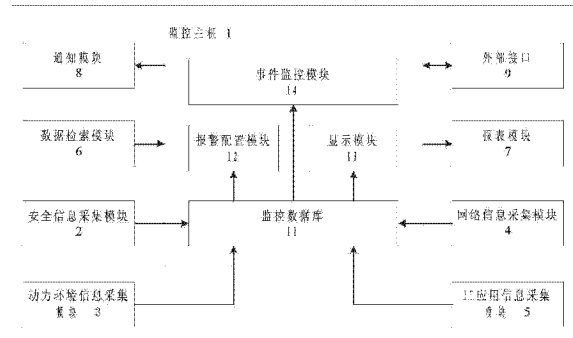 监控主机 1
通知模块
8
事件监控模块
14
外部接口
9
数据检索模块
6
报警配置模块
12
显示模块
13
报表模块
7
安全信息采集模块
2
监控数据库
11
网络信息采集模块
4
动力环境信息采集
模块 3
应用信息采集
模块 5